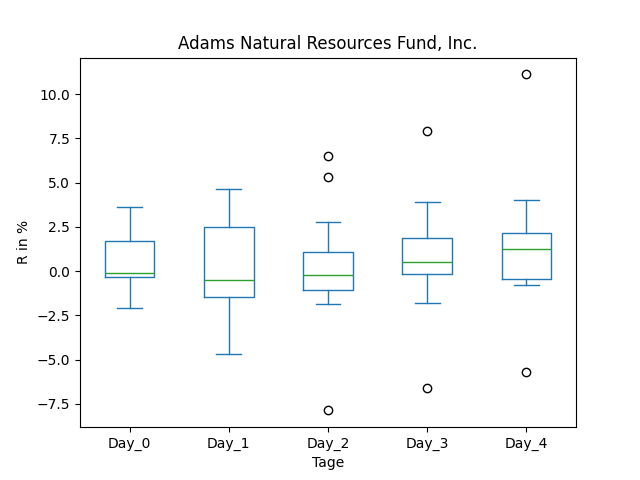 Adams Natural Resources Fund, Inc.
R in %
10.0
7.5
5.0
2.5
0.0
−2.5
−5.0
−7.5
Day_0 Day_1 Day_2 Day_3 Day_4
Tage